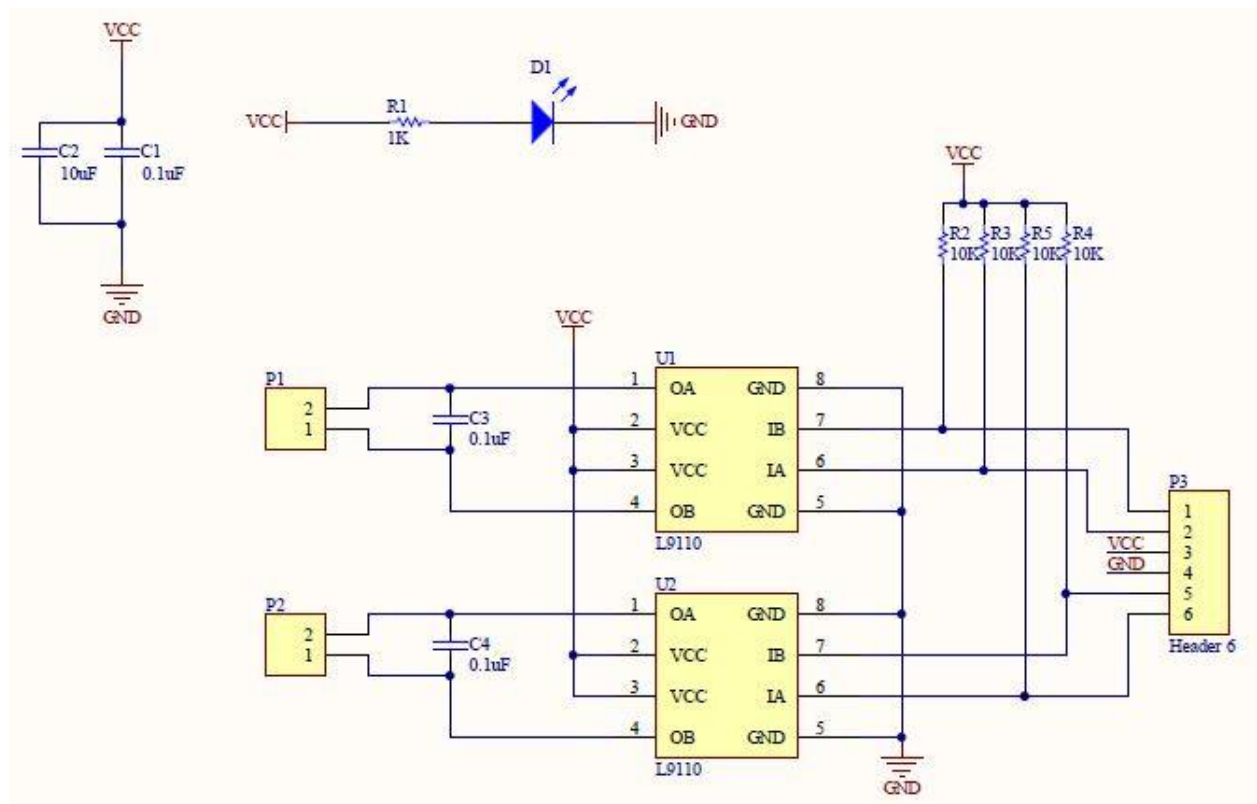 VCC
C2
10uF
C1
0.1uF
GND
VCC
R1
1K
D1
GND
VCC
R2
10K
R3
10K
R5
10K
R4
10K
VCC
P1
2
1
C3
0.1uF
U1
1 OA GND 8
2 VCC IB 7
3 VCC IA 6
4 OB GND 5
L9110
P2
2
1
C4
0.1uF
U2
1 OA GND 8
2 VCC IB 7
3 VCC IA 6
4 OB GND 5
L9110
GND
P3
1
2
VCC 3
GND 4
5
6
Header 6